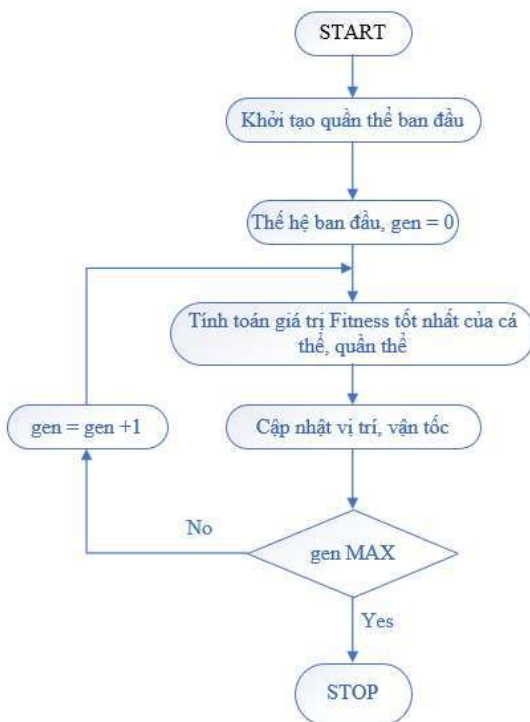 START
Khởi tạo quần thể ban đầu
Thế hệ ban đầu, gen = 0
Tính toán giá trị Fitness tốt nhất của cá
thể, quần thể
gen = gen +1
Cập nhật vị trí, vận tốc
No
gen MAX
Yes
STOP